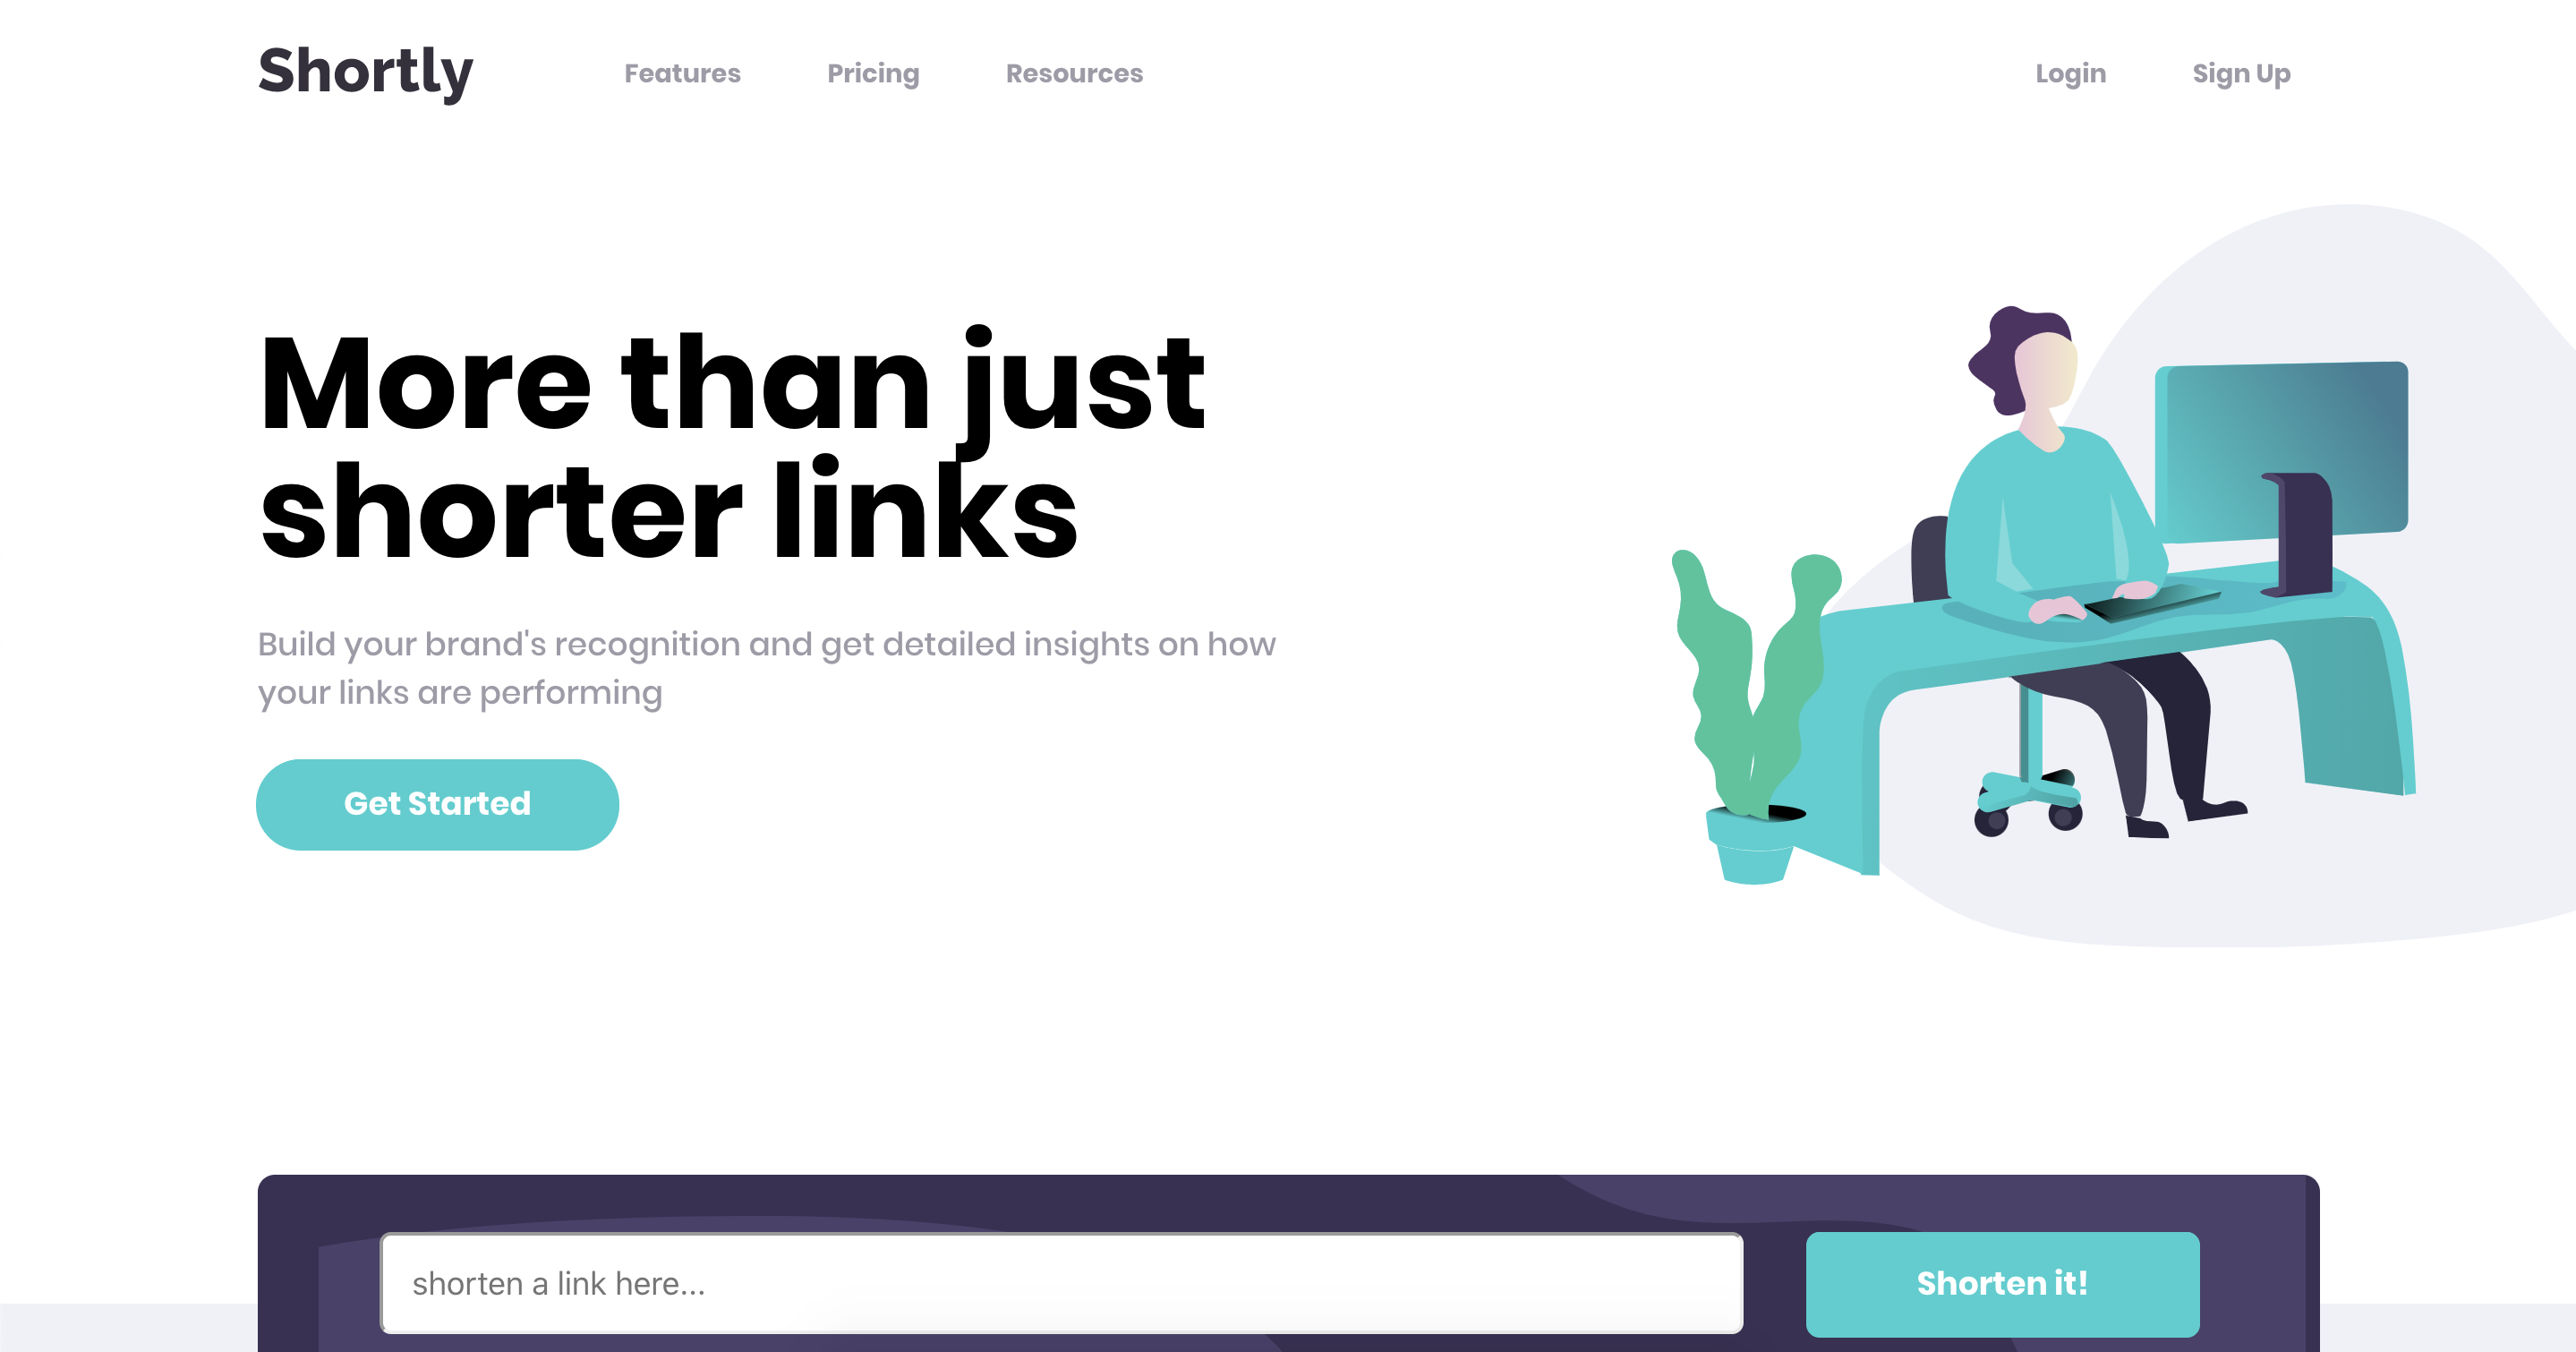 Shortly
Features
Pricing
Resources
Login
Sign Up
More than just
shorter links
Build your brand's recognition and get detailed insights on how
your links are performing
Get Started
shorten a link here...
Shorten it!